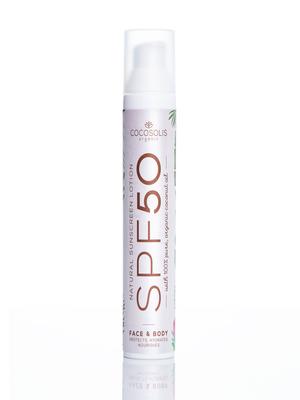 COCOSOLIS
organic
NATURAL SUNSCREEN LOTION
SPF50
with 100% pure, organic coconut oil
FACE & BODY
PROTECTS, HYDRATES,
NOURISHES